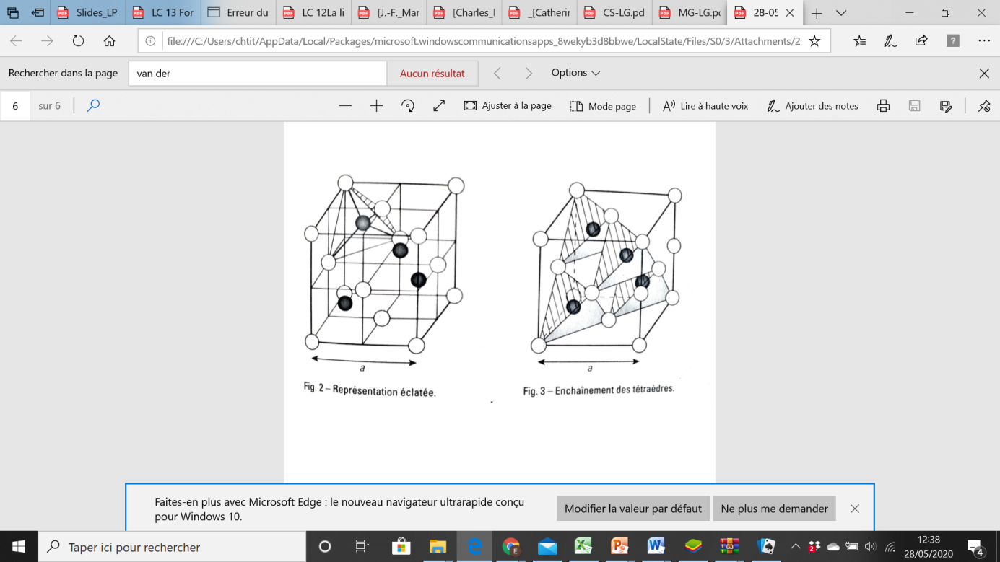 Slides_LP:
LC 13 For
Erreur du
LC 12La li
[J.-F._Mar
[Charles_
_[Catherin
CS-LG.pd
MG-LG.p
28-05
file:///C:/Users/chtit/AppData/Local/Packages/microsoft.windowscommunicationsapps_8wekyb3d8bbwe/LocalState/Files/S0/3/Attachments/2
Rechercher dans la page
van der
Aucun résultat
Options
6
sur 6
Ajuster à la page
Mode page
Lire à haute voix
Ajouter des notes
a
Fig. 2 – Représentation éclatée.
a
Fig. 3 – Enchaînement des tétraèdres.
Faites-en plus avec Microsoft Edge : le nouveau navigateur ultrarapide conçu
pour Windows 10.
Modifier la valeur par défaut
Ne plus me demander
Taper ici pour rechercher
12:38
28/05/2020
4